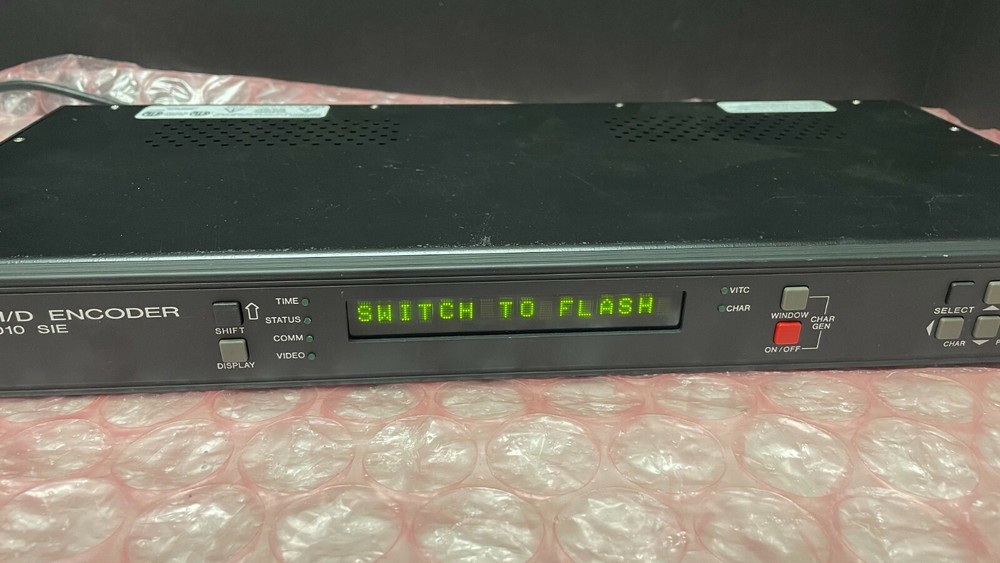 SWITCH TO FLASH
/D ENCODER
010 SIE
SHIFT
DISPLAY
TIME
STATUS
COMM
VIDEO
VITC
CHAR
WINDOW
CHAR
GEN
ON/OFF
SELECT
CHAR